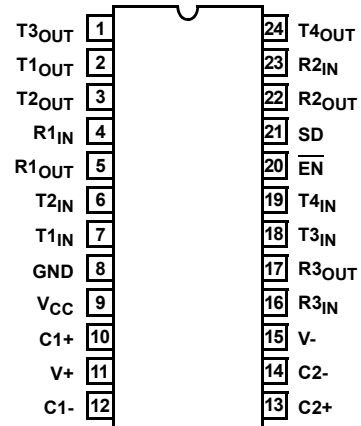 T3OUT 1 24 T4OUT
T1OUT 2 23 R2IN
T2OUT 3 22 R2OUT
R1IN 4 21 SD
R1OUT 5 20 EN
T2IN 6 19 T4IN
T1IN 7 18 T3IN
GND 8 17 R3OUT
VCC 9 16 R3IN
C1+ 10 15 V-
V+ 11 14 C2-
C1- 12 13 C2+